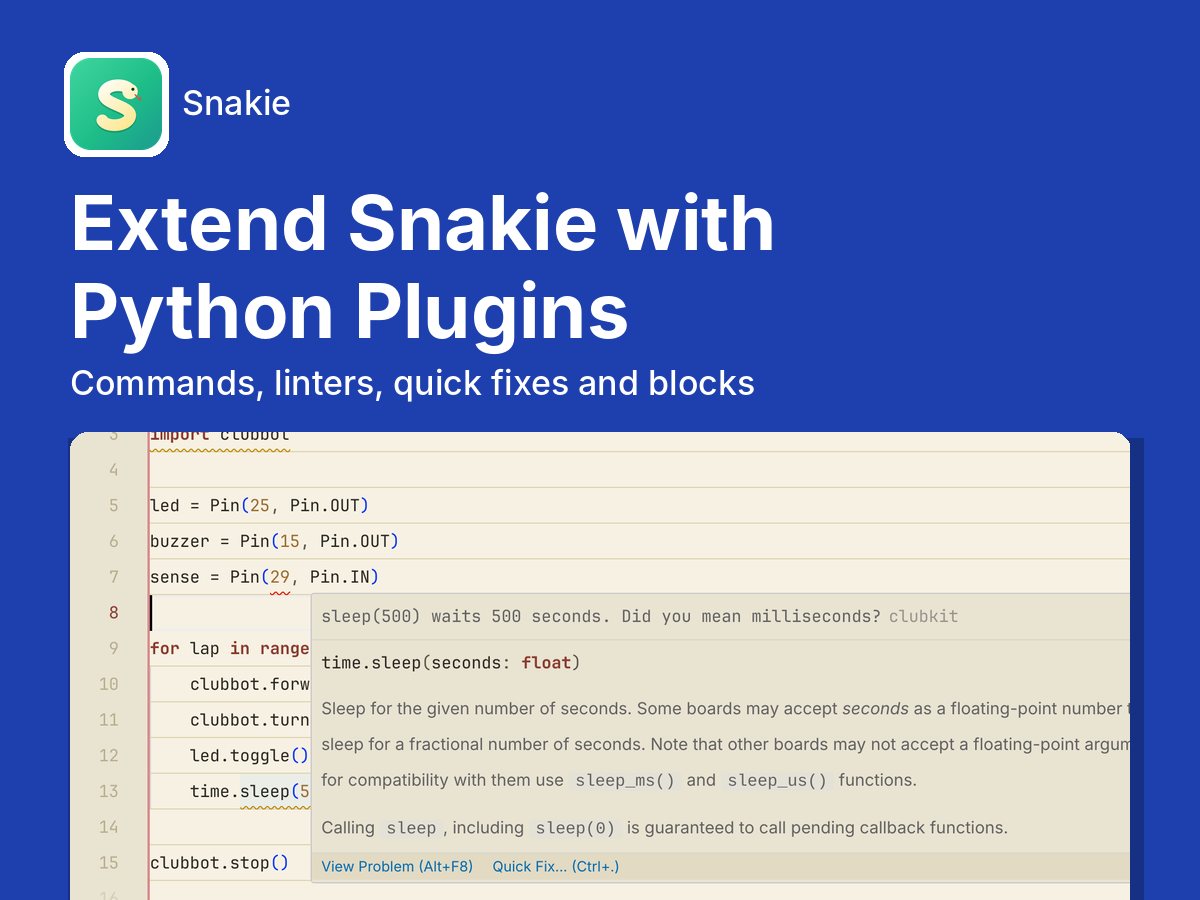 Snakie
Extend Snakie with
Python Plugins
Commands, linters, quick fixes and blocks
3 import clubbot
4
5 led = Pin(25, Pin.OUT)
6 buzzer = Pin(15, Pin.OUT)
7 sense = Pin(29, Pin.IN)
8
sleep(500) waits 500 seconds. Did you mean milliseconds? clubkit
9 for lap in range
time.sleep(seconds: float)
10 clubbot.forw
11 clubbot.turn
Sleep for the given number of seconds. Some boards may accept seconds as a floating-point number t
12 led.toggle()
sleep for a fractional number of seconds. Note that other boards may not accept a floating-point argum
13 time.sleep(5
for compatibility with them use sleep_ms() and sleep_us() functions.
14
Calling sleep, including sleep(0) is guaranteed to call pending callback functions.
15 clubbot.stop()
View Problem (Alt+F8) Quick Fix... (Ctrl+.)
16